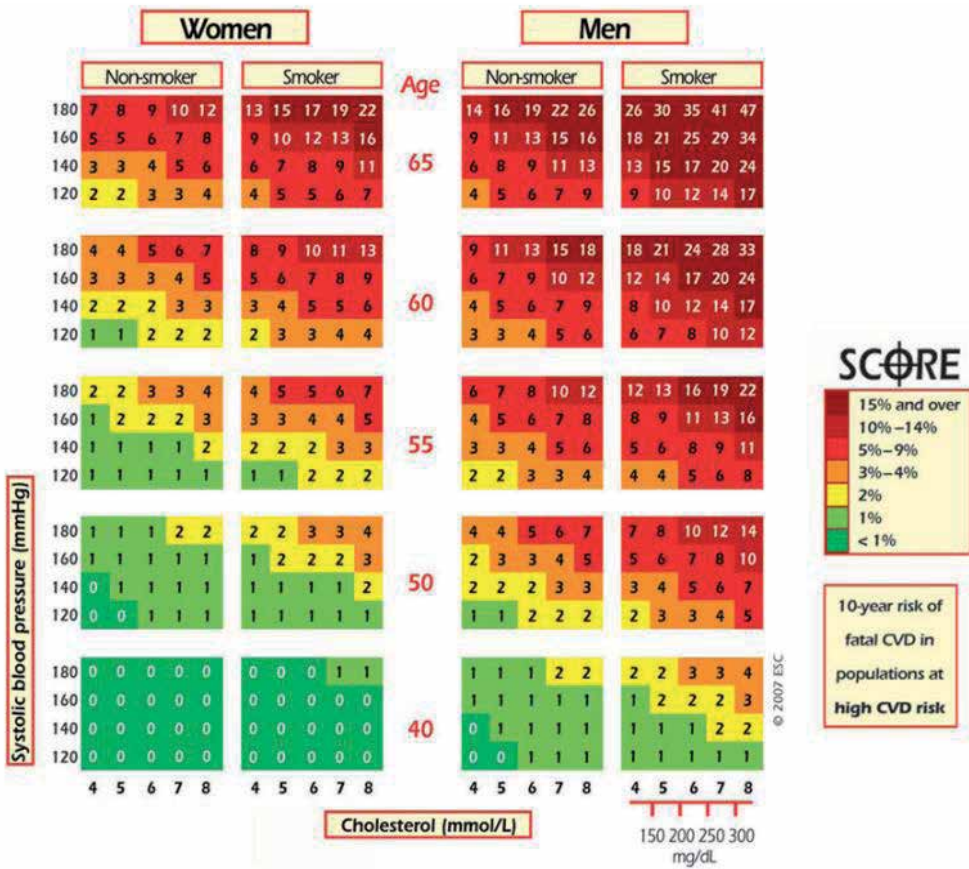 Women Men
Non-smoker Smoker Age Non-smoker Smoker
180 7 8 9 10 12 13 15 17 19 22 14 16 19 22 26 26 30 35 41 47
160 5 5 6 7 8 9 10 12 13 16 9 11 13 15 16 18 21 25 29 34
65
140 3 3 4 5 6 6 7 8 9 11 6 8 9 11 13 13 15 17 20 24
120 2 2 3 3 4 4 5 5 6 7 4 5 6 7 9 9 10 12 14 17
180 4 4 5 6 7 8 9 10 11 13 9 11 13 15 18 18 21 24 28 33
160 3 3 3 4 5 5 6 7 8 9 6 7 9 10 12 12 14 17 20 24
60
140 2 2 2 3 3 3 4 5 5 6 4 5 6 7 9 8 10 12 14 17
120 1 1 2 2 2 2 3 3 4 4 3 3 4 5 6 6 7 8 10 12
180 2 2 3 3 4 4 5 5 6 7 6 7 8 10 12 12 13 16 19 22
160 1 2 2 2 3 3 3 4 4 5 4 5 6 7 8 8 9 11 13 16
55
140 1 1 1 1 2 2 2 2 3 3 3 3 4 5 6 5 6 8 9 11
120 1 1 1 1 1 1 1 2 2 2 2 2 3 3 4 4 4 5 6 8
180 1 1 1 2 2 2 2 3 3 4 4 4 5 6 7 7 8 10 12 14
160 1 1 1 1 1 1 2 2 2 3 2 3 3 4 5 5 6 7 8 10
50
140 0 1 1 1 1 1 1 1 1 2 2 2 2 3 3 3 4 5 6 7
120 0 0 1 1 1 1 1 1 1 1 1 1 2 2 2 2 3 3 4 5
180 0 0 0 0 0 0 0 0 1 1 1 1 1 2 2 2 2 3 3 4
160 0 0 0 0 0 0 0 0 0 0 1 1 1 1 1 1 2 2 2 3
40
140 0 0 0 0 0 0 0 0 0 0 0 1 1 1 1 1 1 1 2 2
120 0 0 0 0 0 0 0 0 0 0 0 0 1 1 1 1 1 1 1 1
4 5 6 7 8 4 5 6 7 8 4 5 6 7 8 4 5 6 7 8
Systolic blood pressure (mmHg)
Cholesterol (mmol/L)
150 200 250 300
mg/dL
© 2007 ESC
SCORE
15% and over
10%–14%
5%–9%
3%–4%
2%
1%
< 1%
10-year risk of
fatal CVD in
populations at
high CVD risk